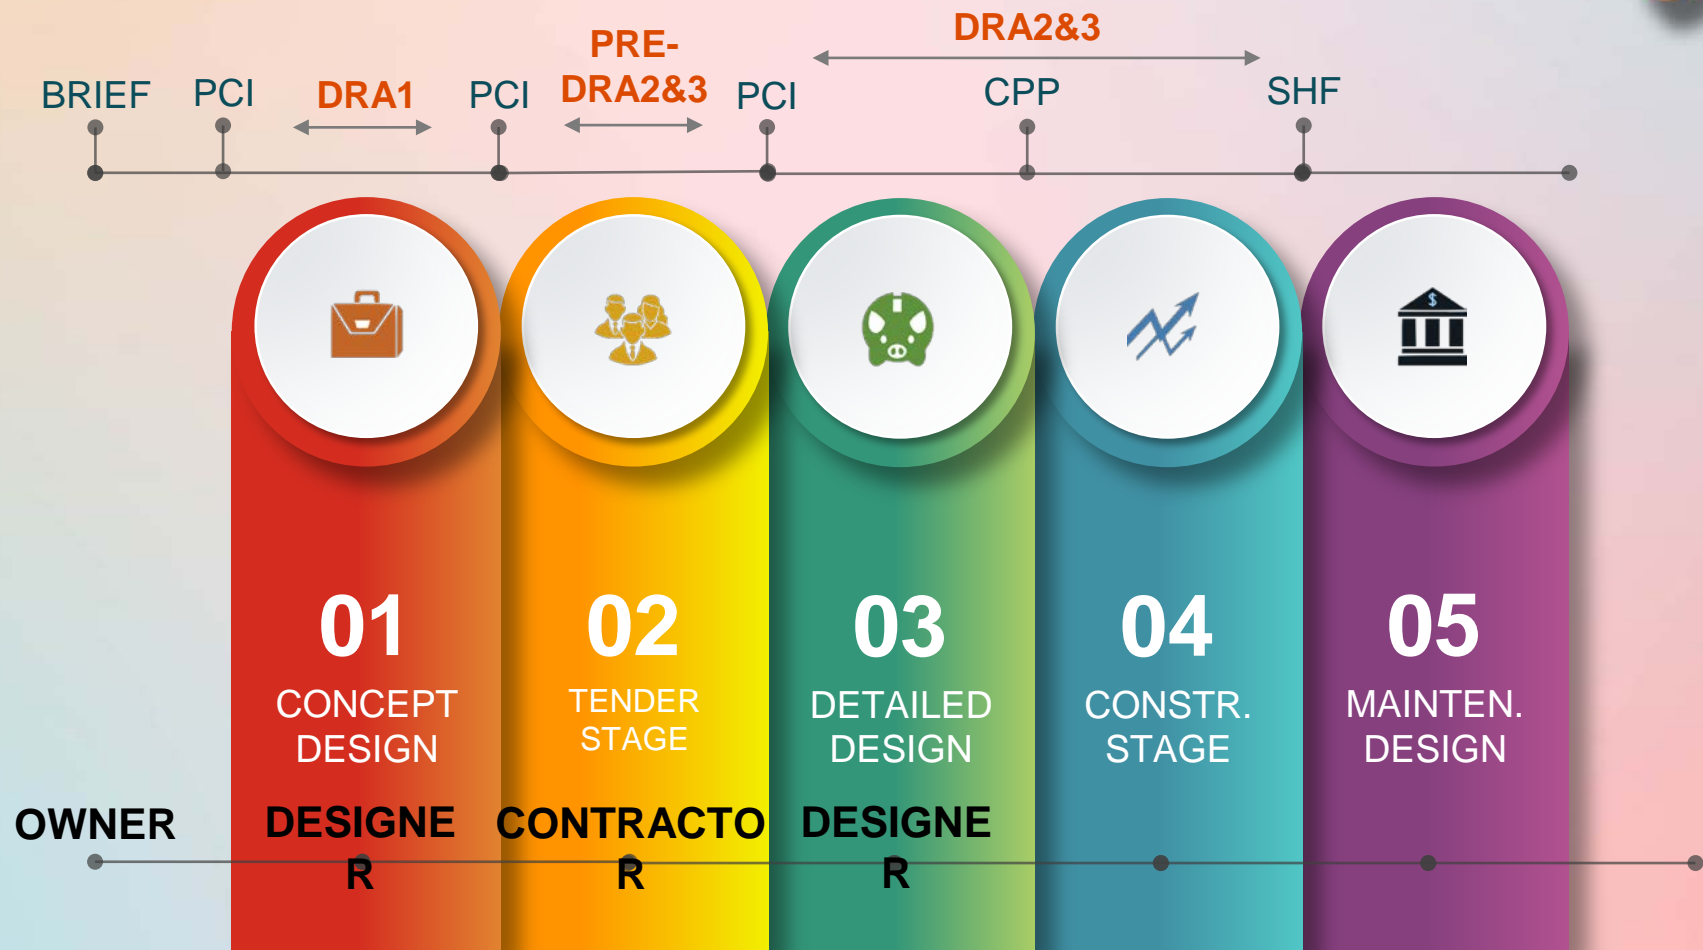 DRA2&3
PRE-
DRA2&3
BRIEF
PCI
DRA1
PCI
PCI
CPP
SHF
$
01
CONCEPT
DESIGN
02
TENDER
STAGE
03
DETAILED
DESIGN
04
CONSTR.
STAGE
05
MAINTEN.
DESIGN
OWNER
DESIGNE
R
CONTRACTO
R
DESIGNE
R